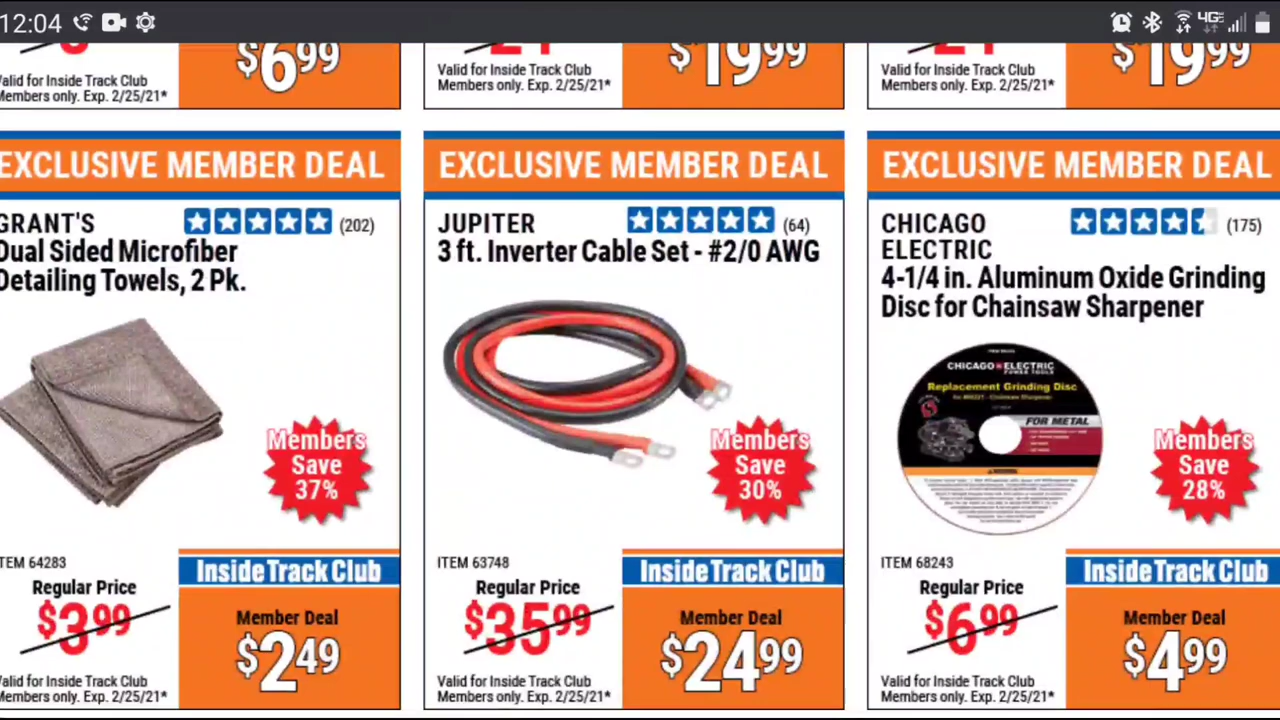 12:04
4GE
$6.99
Valid for Inside Track Club
Members only. Exp. 2/25/21*
Valid for Inside Track Club
Members only. Exp. 2/25/21*
$19.99
Valid for Inside Track Club
Members only. Exp. 2/25/21*
$19.99
EXCLUSIVE MEMBER DEAL
GRANT'S
(202)
Dual Sided Microfiber
Detailing Towels, 2 Pk.
Members
Save
37%
ITEM 64283
Regular Price
$3.99
Inside Track Club
Member Deal
$2.49
Valid for Inside Track Club
Members only. Exp. 2/25/21*
EXCLUSIVE MEMBER DEAL
JUPITER
(64)
3 ft. Inverter Cable Set - #2/0 AWG
Members
Save
30%
ITEM 63748
Regular Price
$35.99
Inside Track Club
Member Deal
$24.99
Valid for Inside Track Club
Members only. Exp. 2/25/21*
EXCLUSIVE MEMBER DEAL
CHICAGO
ELECTRIC
(175)
4-1/4 in. Aluminum Oxide Grinding
Disc for Chainsaw Sharpener
CHICAGO ELECTRIC
POWER TOOLS
Replacement Grinding Disc
FOR METAL
Members
Save
28%
ITEM 68243
Regular Price
$6.99
Inside Track Club
Member Deal
$4.99
Valid for Inside Track Club
Members only. Exp. 2/25/21*